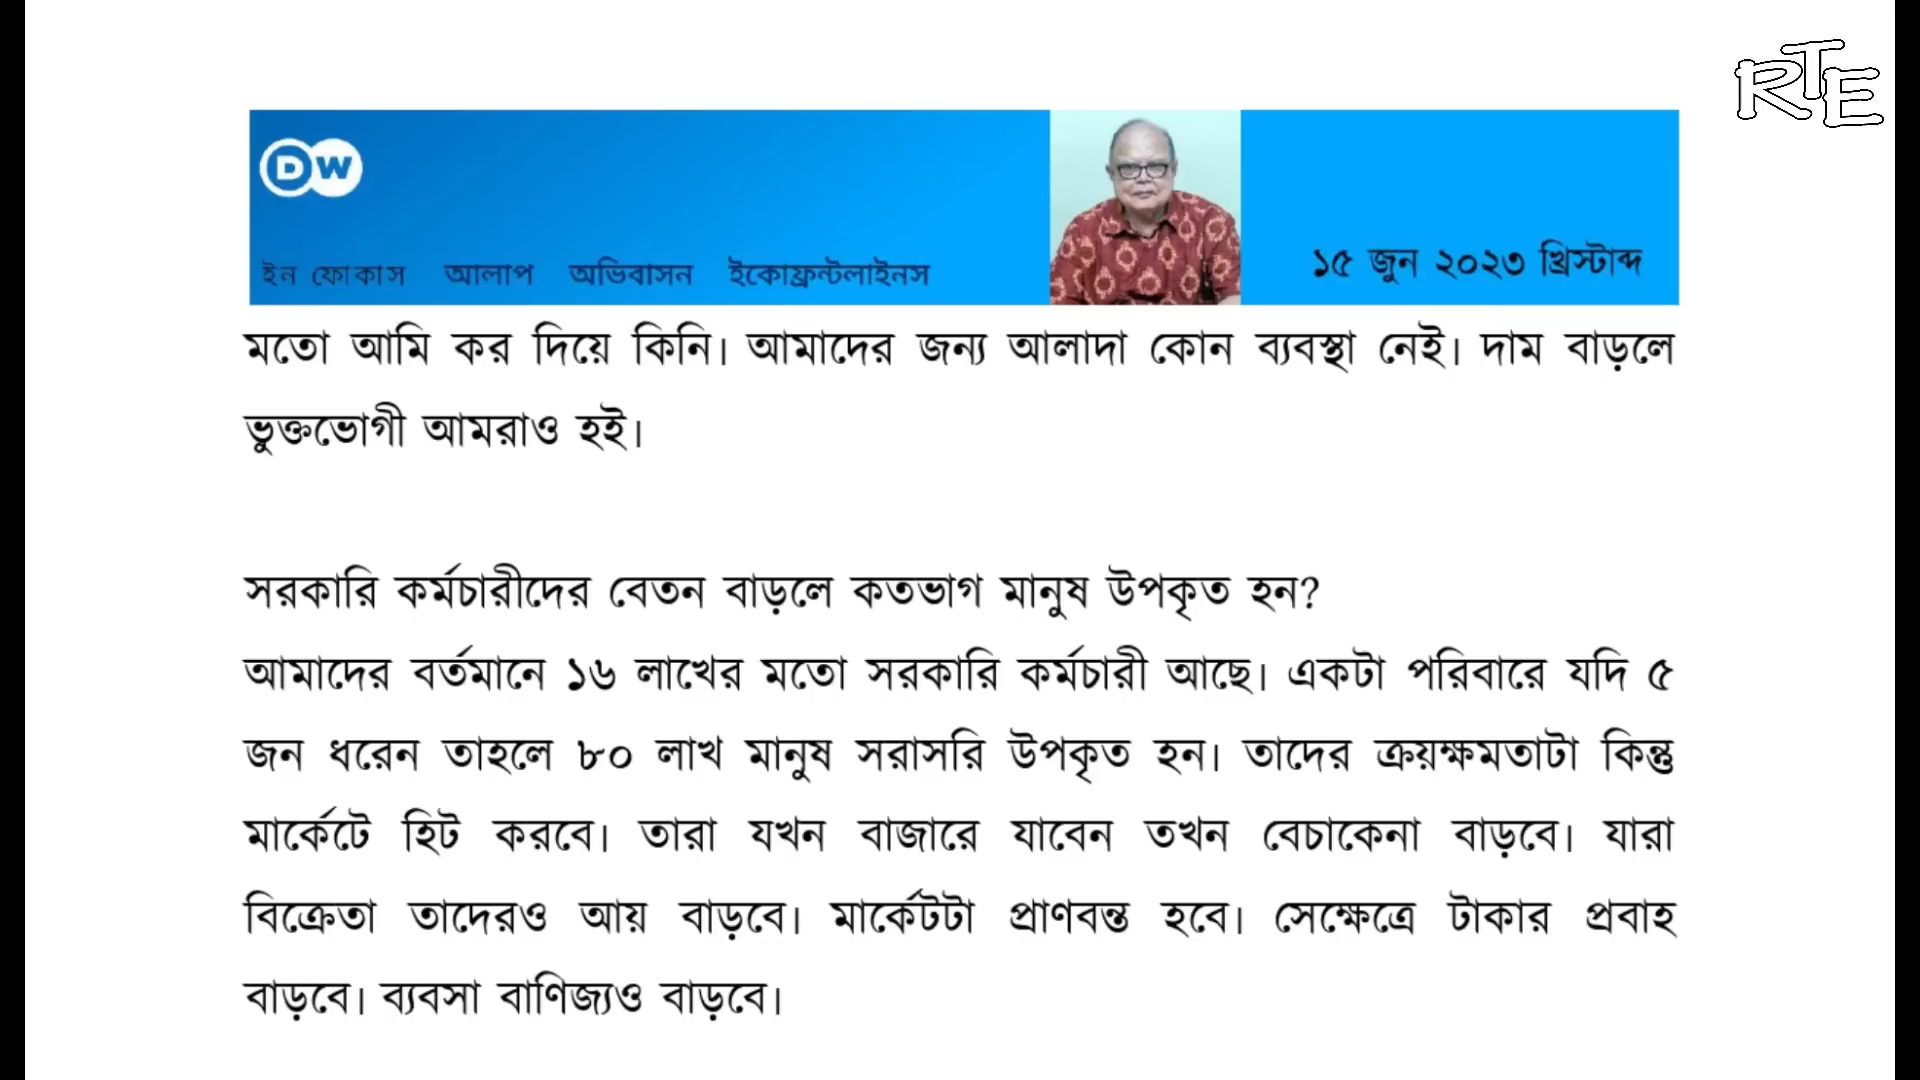 RTE
DW
ইন ফোকাস আলাপ অভিবাসন ইকোফ্রন্টলাইনস
১৫ জুন ২০২৩ খ্রিস্টাব্দ
মতো আমি কর দিয়ে কিনি। আমাদের জন্য আলাদা কোন ব্যবস্থা নেই। দাম বাড়লে
ভুক্তভোগী আমরাও হই।
সরকারি কর্মচারীদের বেতন বাড়লে কতভাগ মানুষ উপকৃত হন?
আমাদের বর্তমানে ১৬ লাখের মতো সরকারি কর্মচারী আছে। একটা পরিবারে যদি ৫
জন ধরেন তাহলে ৮০ লাখ মানুষ সরাসরি উপকৃত হন। তাদের ক্রয়ক্ষমতাটা কিন্তু
মার্কেটে হিট করবে। তারা যখন বাজারে যাবেন তখন বেচাকেনা বাড়বে। যারা
বিক্রেতা তাদেরও আয় বাড়বে। মার্কেটটা প্রাণবন্ত হবে। সেক্ষেত্রে টাকার প্রবাহ
বাড়বে। ব্যবসা বাণিজ্যও বাড়বে।